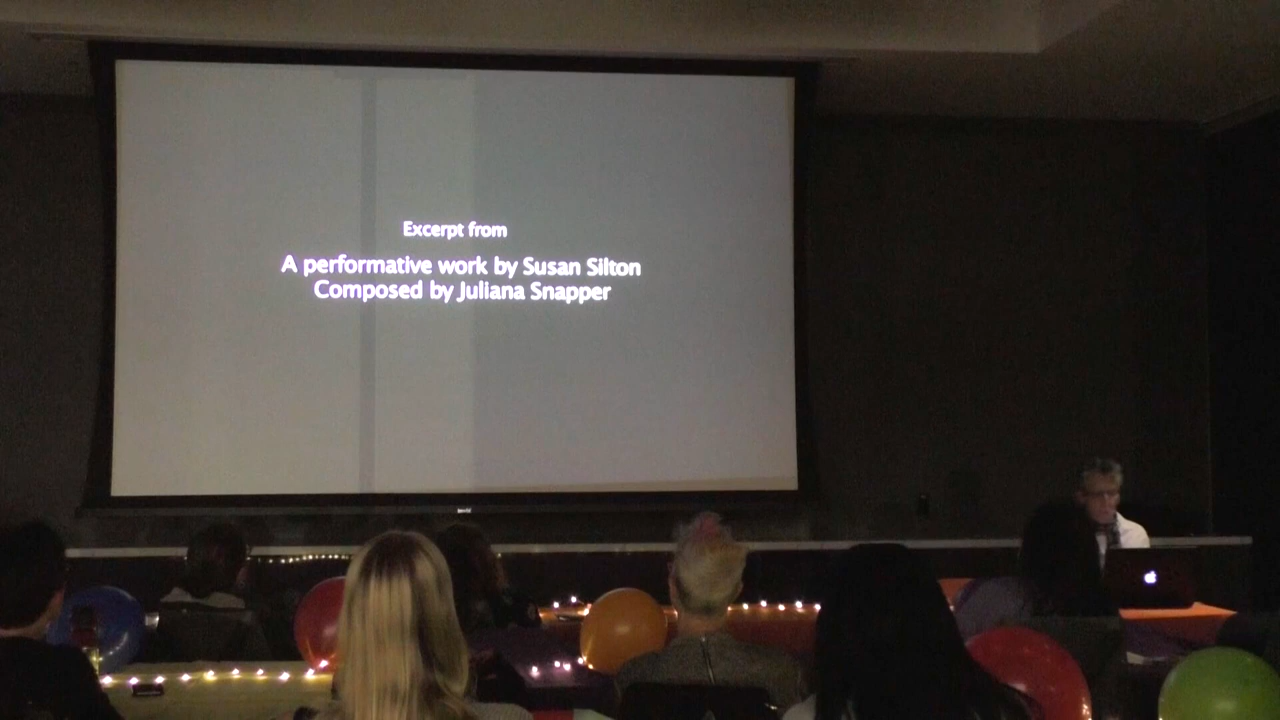 Excerpt from
A performative work by Susan Silton
Composed by Juliana Snapper